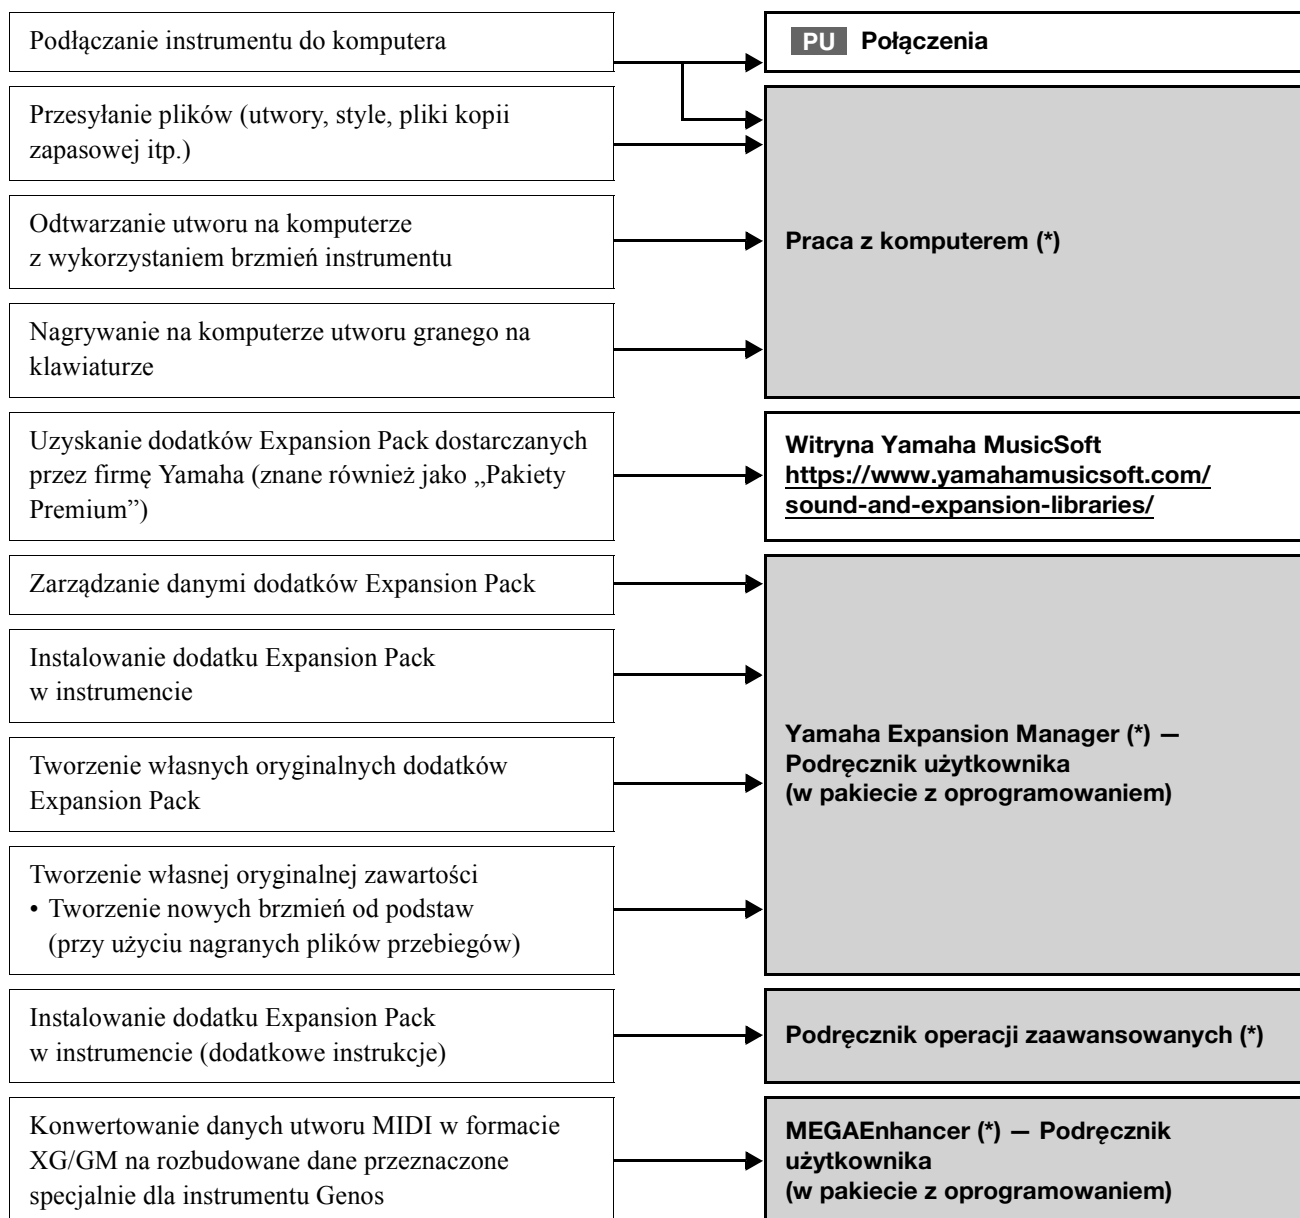 Podłączanie instrumentu do komputera
PU Połączenia
Przesyłanie plików (utwory, style, pliki kopii
zapasowej itp.)
Odtwarzanie utworu na komputerze
z wykorzystaniem brzmień instrumentu
Praca z komputerem (*)
Nagrywanie na komputerze utworu granego na
klawiaturze
Uzyskanie dodatków Expansion Pack dostarczanych
przez firmę Yamaha (znane również jako „Pakiety
Premium”)
Witryna Yamaha MusicSoft
https://www.yamahamusicsoft.com/
sound-and-expansion-libraries/
Zarządzanie danymi dodatków Expansion Pack
Instalowanie dodatku Expansion Pack
w instrumencie
Tworzenie własnych oryginalnych dodatków
Expansion Pack
Yamaha Expansion Manager (*) —
Podręcznik użytkownika
(w pakiecie z oprogramowaniem)
Tworzenie własnej oryginalnej zawartości
• Tworzenie nowych brzmień od podstaw
(przy użyciu nagranych plików przebiegów)
Instalowanie dodatku Expansion Pack
w instrumencie (dodatkowe instrukcje)
Podręcznik operacji zaawansowanych (*)
Konwertowanie danych utworu MIDI w formacie
XG/GM na rozbudowane dane przeznaczone
specjalnie dla instrumentu Genos
MEGAEnhancer (*) — Podręcznik
użytkownika
(w pakiecie z oprogramowaniem)